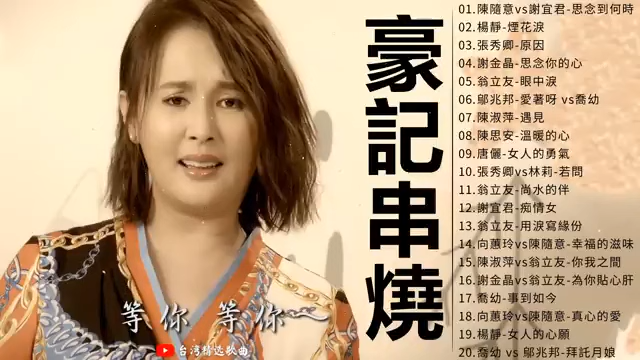 豪記串燒
01.陳隨意vs謝宜君-思念到何時
02.楊靜-煙花淚
03.張秀卿-原因
04.謝金晶-思念你的心
05.翁立友-眼中淚
06.邬兆邦-愛著呀 vs喬幼
07.陳淑萍-遇見
08.陳思安-溫暖的心
09.唐儷-女人的勇氣
10.張秀卿vs林莉-若問
11.翁立友-尚水的伴
12.謝宜君-痴情女
13.翁立友-用淚寫緣份
14.向蕙玲vs陳隨意-幸福的滋味
15.陳淑萍vs翁立友-你我之間
16.謝金晶vs翁立友-為你貼心肝
17.喬幼-事到如今
18.向蕙玲vs陳隨意-真心的愛
19.楊靜-女人的心願
20.喬幼 vs 邬兆邦-拜託月娘
等你 等你~
台湾精选歌曲